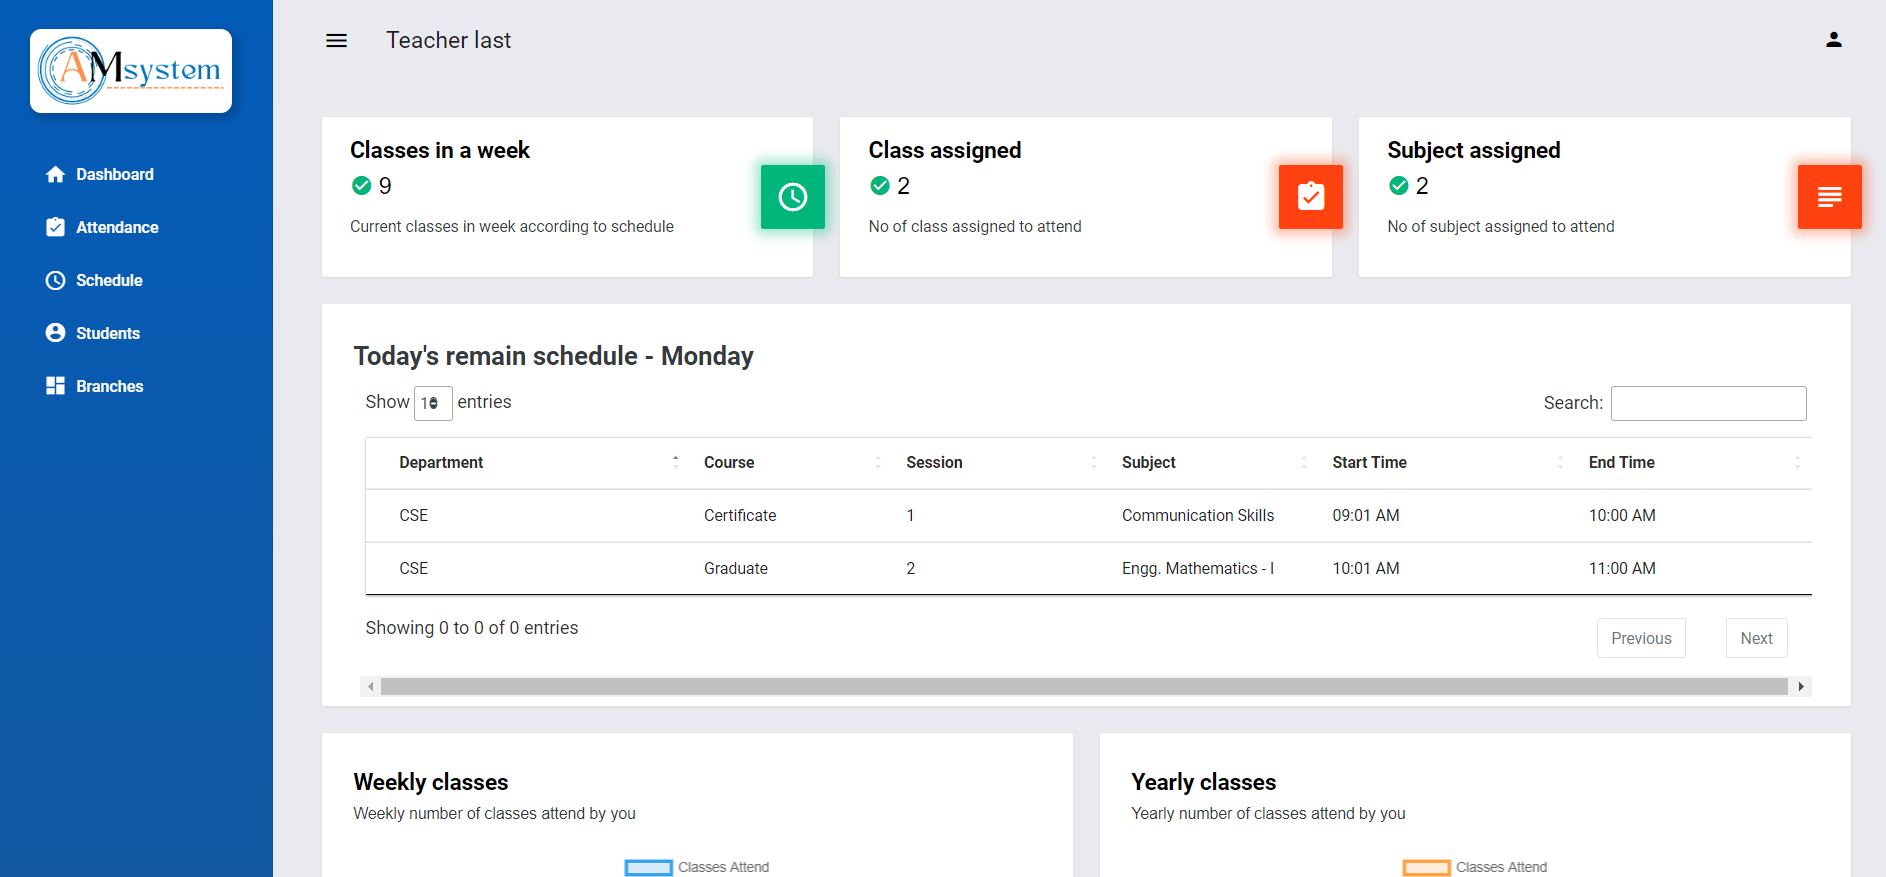 AMsystem
Teacher last
Dashboard
Attendance
Schedule
Students
Branches
Classes in a week
9
Current classes in week according to schedule
Class assigned
2
No of class assigned to attend
Subject assigned
2
No of subject assigned to attend
Today's remain schedule - Monday
Show 10 entries
Search:
Department Course Session Subject Start Time End Time
CSE Certificate 1 Communication Skills 09:01 AM 10:00 AM
CSE Graduate 2 Engg. Mathematics - I 10:01 AM 11:00 AM
Showing 0 to 0 of 0 entries
Previous Next
Weekly classes
Weekly number of classes attend by you
Classes Attend
Yearly classes
Yearly number of classes attend by you
Classes Attend